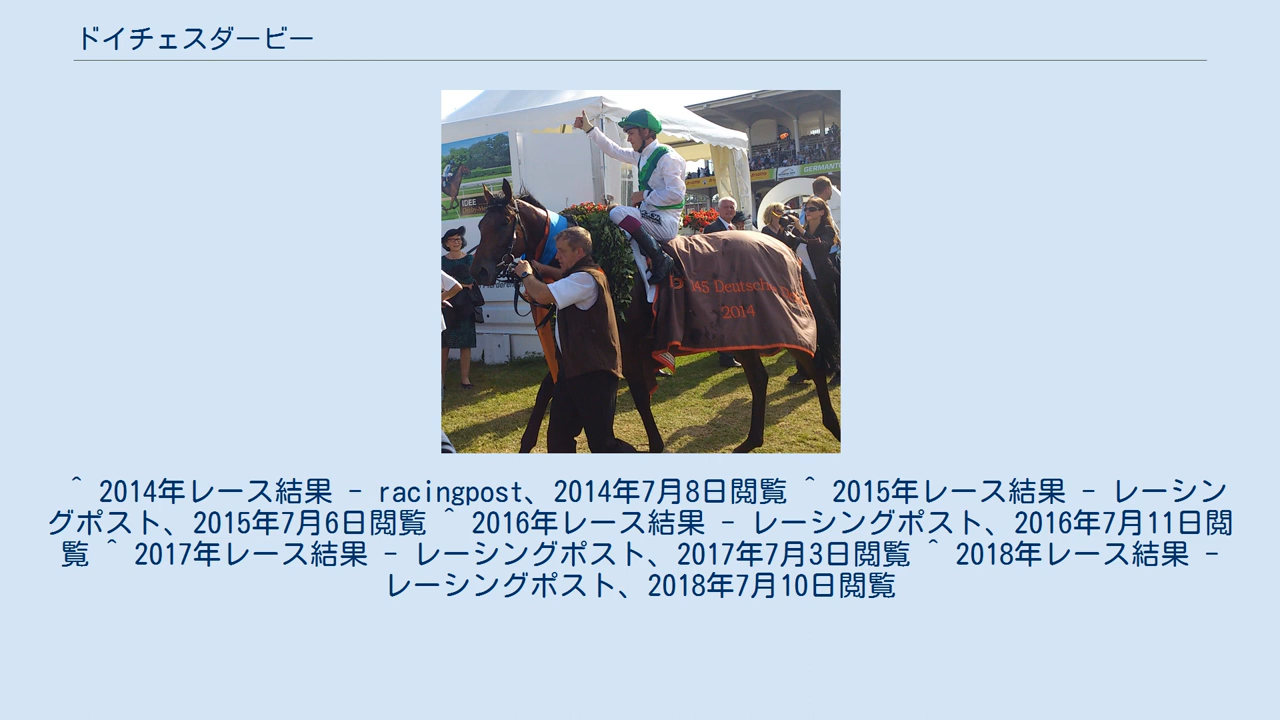 ドイチェスダービー
GERMANT
IDEE
145 Deutsch
2014
^ 2014年レース結果 - racingpost、2014年7月8日閲覧 ^ 2015年レース結果 - レーシン
グポスト、2015年7月6日閲覧 ^ 2016年レース結果 - レーシングポスト、2016年7月11日閲
覧 ^ 2017年レース結果 - レーシングポスト、2017年7月3日閲覧 ^ 2018年レース結果 -
レーシングポスト、2018年7月10日閲覧